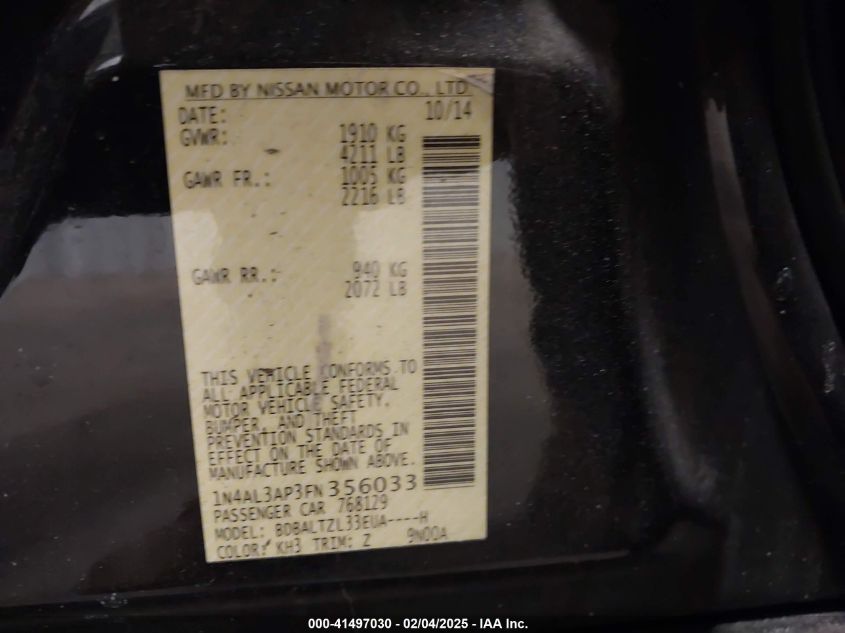 MFD BY NISSAN MOTOR CO., LTD
DATE: 10/14
GVWR: 1910 KG
4211 LB
GAWR FR.: 1005 KG
2216 LB
GAWR RR.: 940 KG
2072 LB
THIS VEHICLE CONFORMS TO
ALL APPLICABLE FEDERAL
MOTOR VEHICLE SAFETY,
BUMPER, AND THEFT
PREVENTION STANDARDS IN
EFFECT ON THE DATE OF
MANUFACTURE SHOWN ABOVE.
1N4AL3AP3FN356033
PASSENGER CAR 768129
MODEL: BDBALTZL33EUA----H
COLOR: KH3 TRIM: Z 9N00A
000-41497030 - 02/04/2025 - IAA Inc.